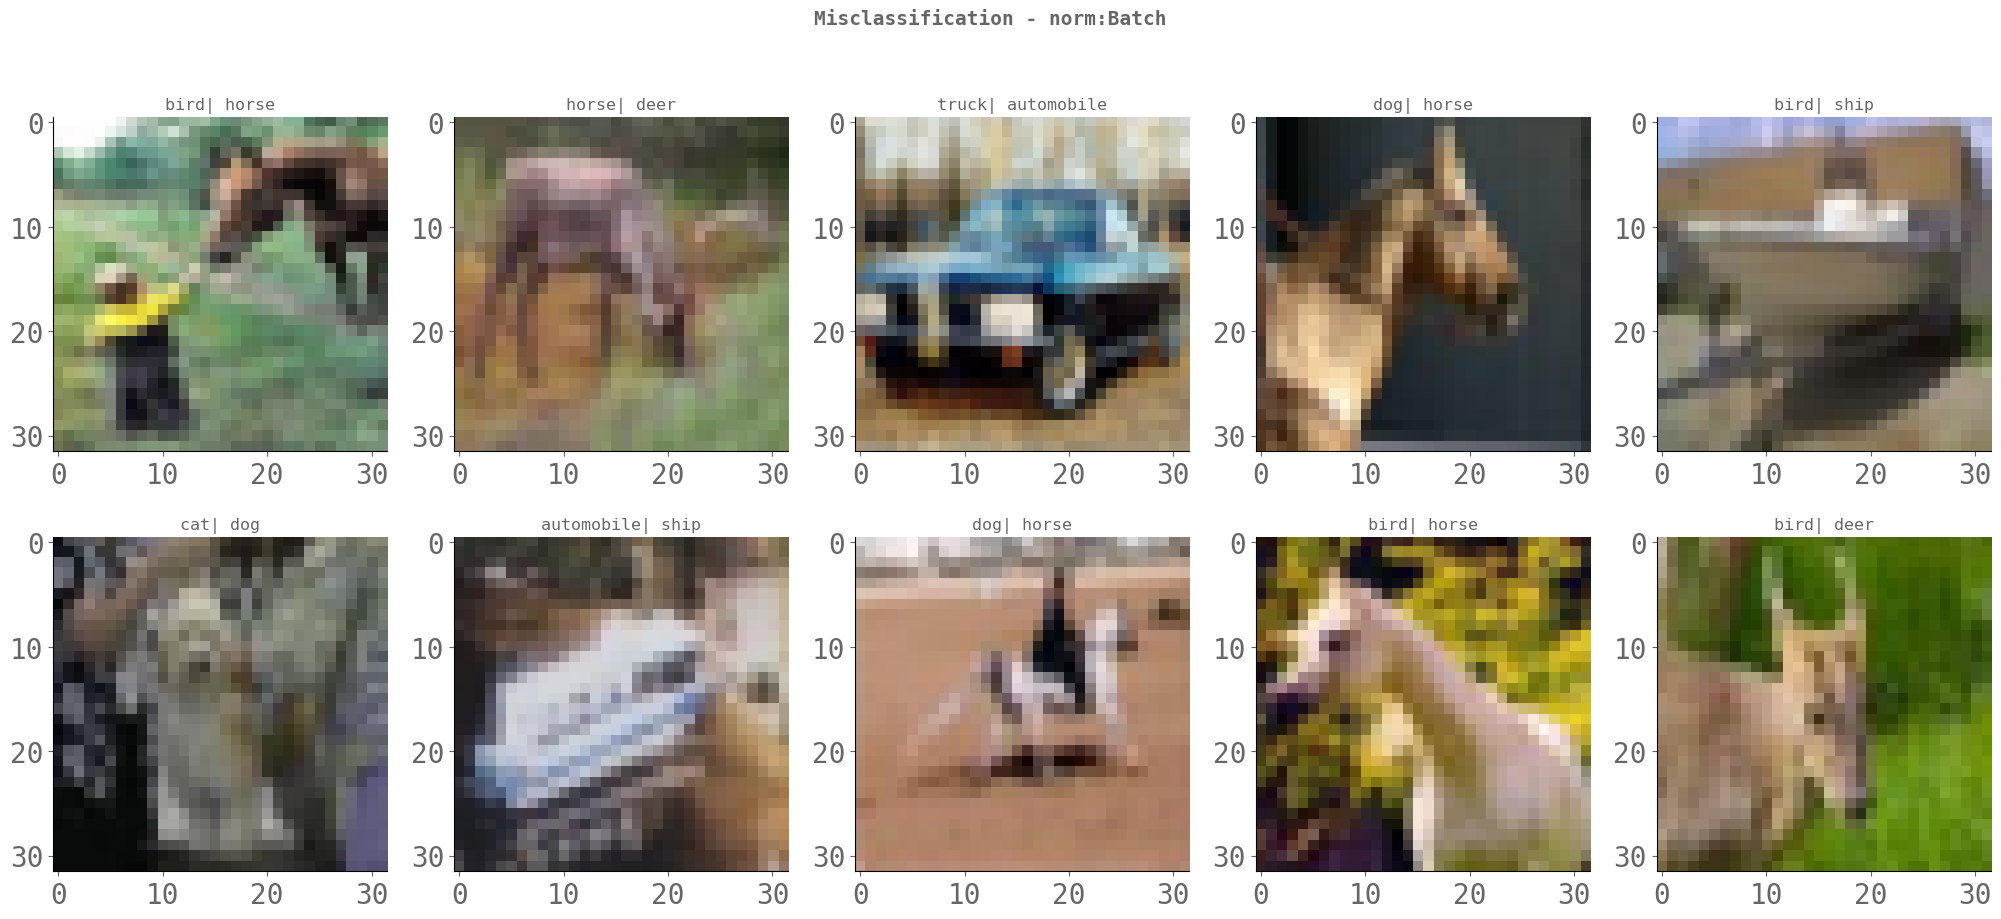 Misclassification - norm:Batch
bird| horse
horse| deer
truck| automobile
dog| horse
bird| ship
0
10
20
30
0 10 20 30
0
10
20
30
0 10 20 30
0
10
20
30
0 10 20 30
0
10
20
30
0 10 20 30
0
10
20
30
0 10 20 30
cat| dog
automobile| ship
dog| horse
bird| horse
bird| deer
0
10
20
30
0 10 20 30
0
10
20
30
0 10 20 30
0
10
20
30
0 10 20 30
0
10
20
30
0 10 20 30
0
10
20
30
0 10 20 30